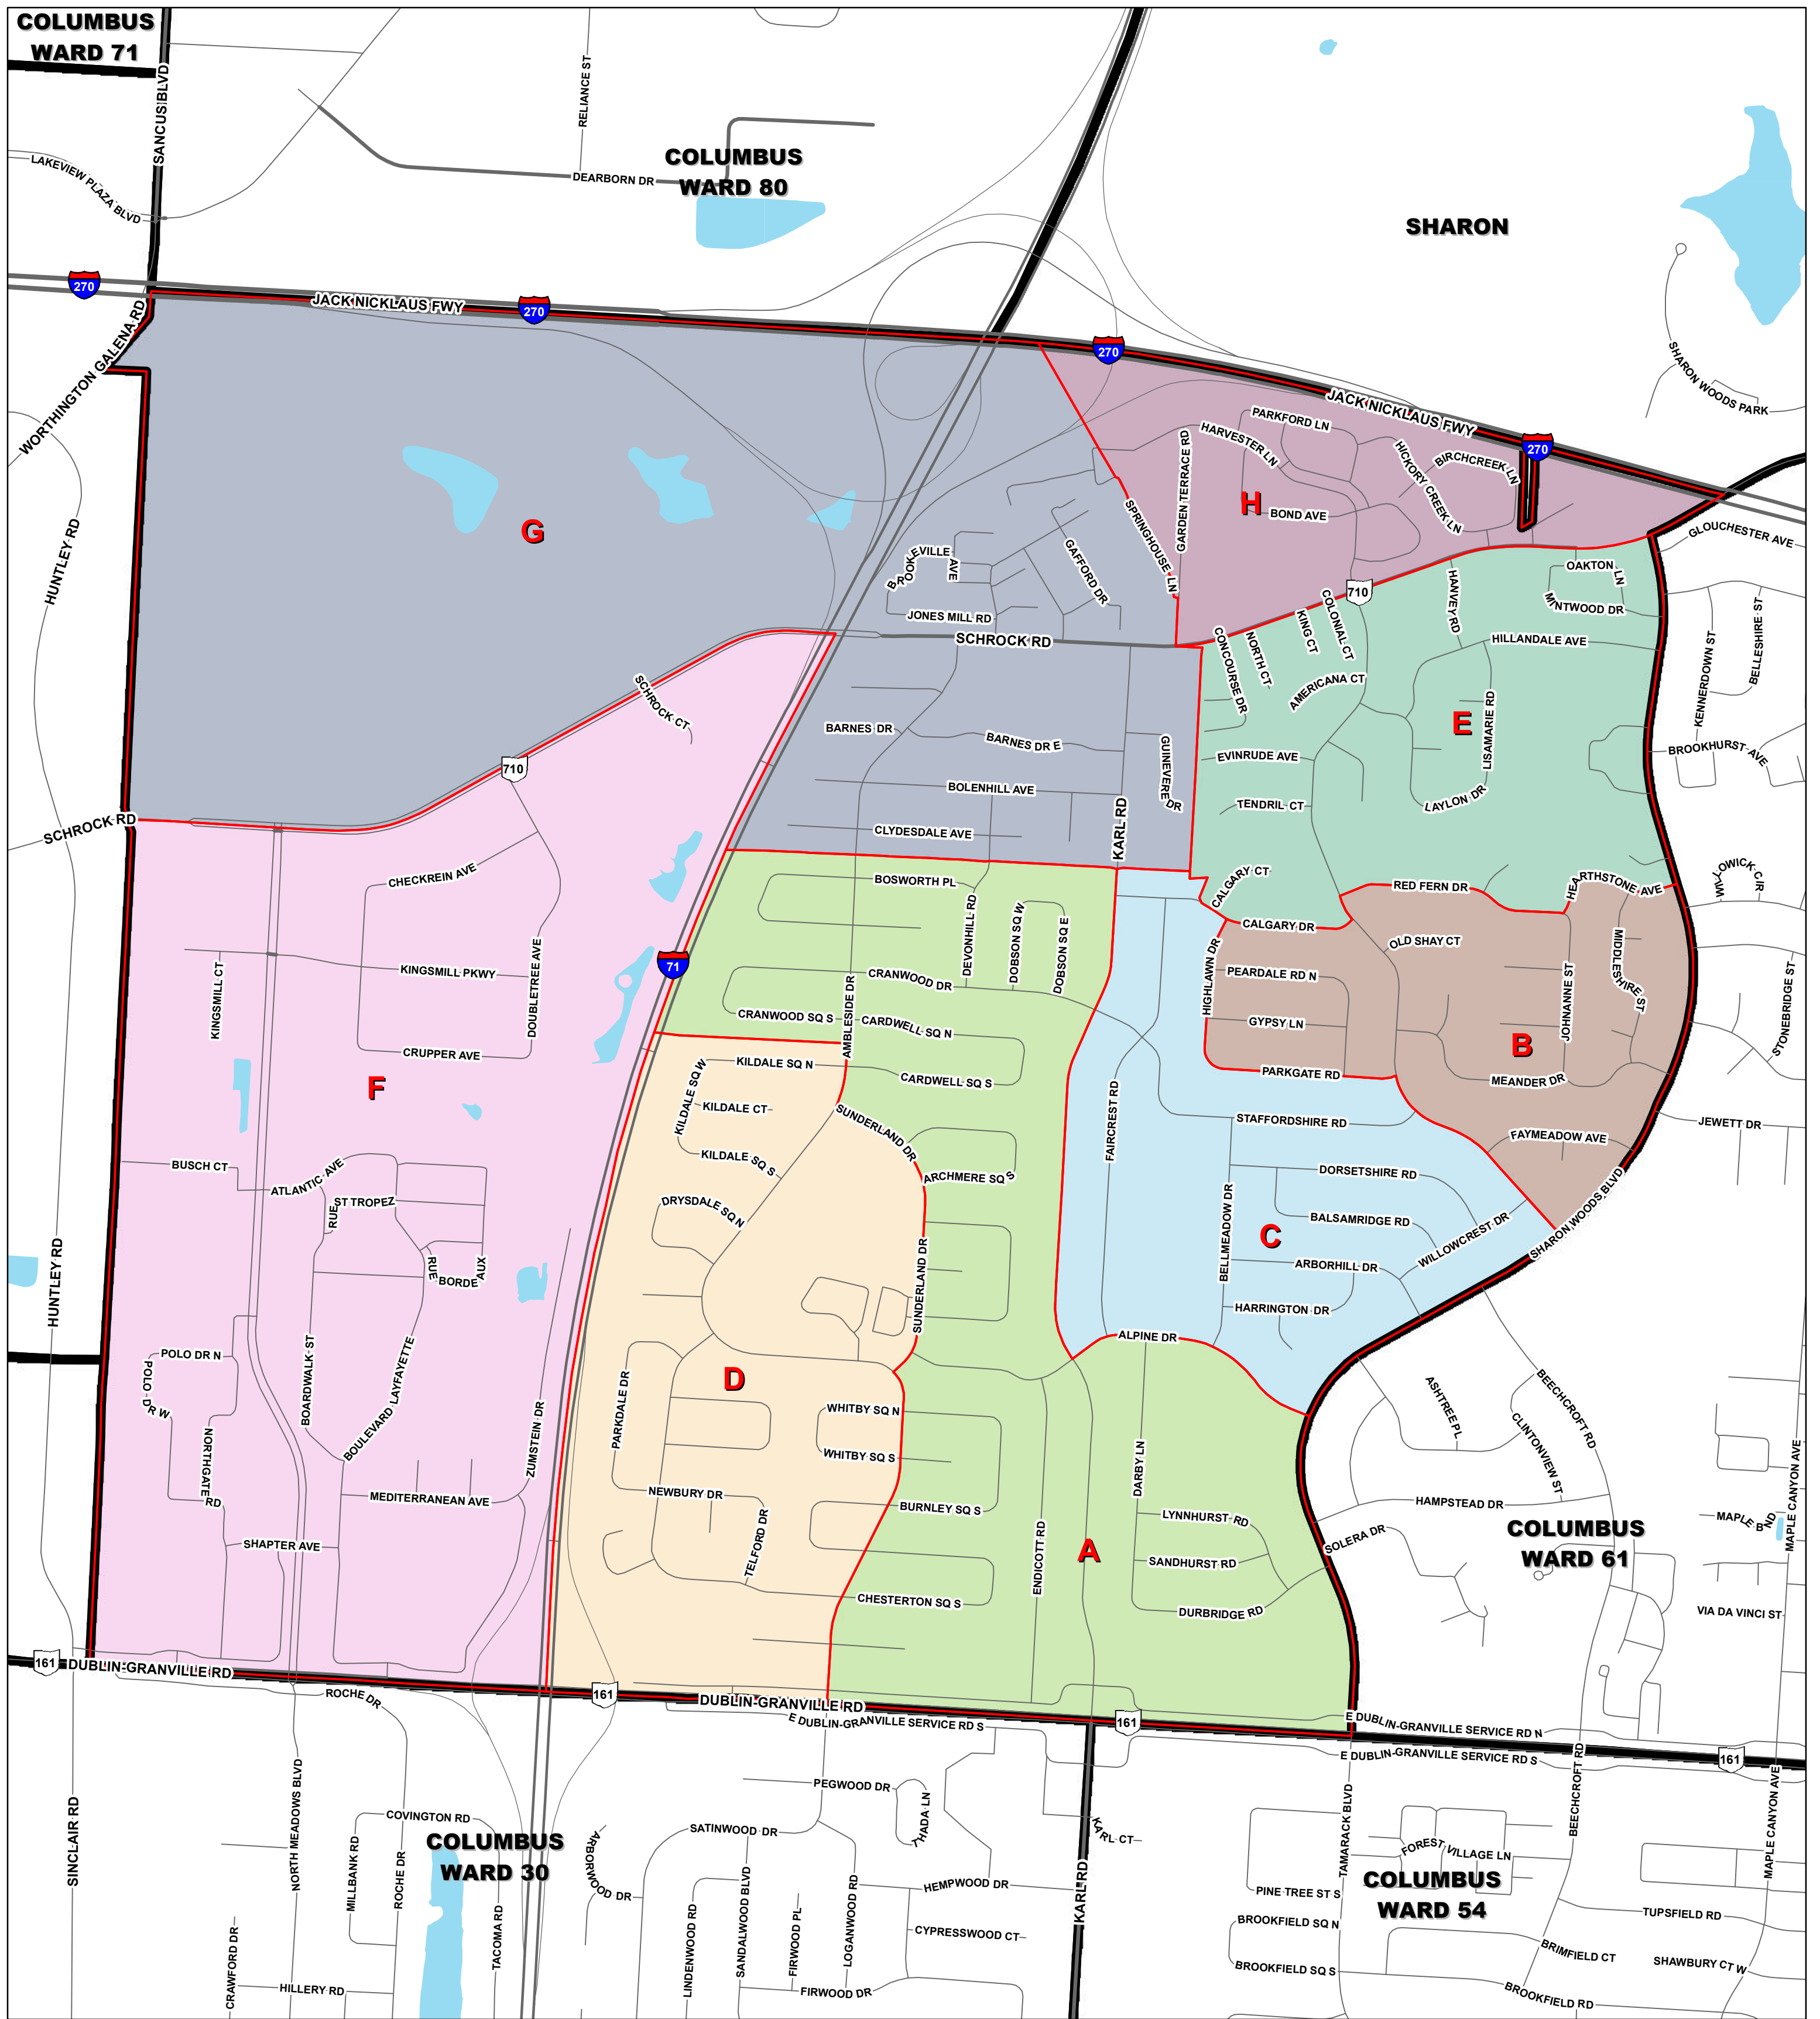 COLUMBUS
WARD 71
SANCUS BLVD
RELIANCE ST
LAKEVIEW PLAZA BLVD
DEARBORN DR
COLUMBUS
WARD 80
SHARON
270
JACK NICKLAUS FWY
270
270
JACK NICKLAUS FWY
270
SHARON WOODS PARK
WORTHINGTON GALENA RD
HUNTLEY RD
G
H
PARKFORD LN
HARVESTER LN
GARDEN TERRACE RD
HICKORY CREEK LN
BIRCHCREEK LN
BOND AVE
SPRINGHOUSE LN
GLOUCHESTER AVE
BROOKLEVILLE AVE
GAFFORD DR
JONES MILL RD
SCHROCK RD
710
OAKTON LN
MINTWOOD DR
HANVEY RD
HILLANDALE AVE
COLONIAL CT
KING CT
NORTH CT
CONCOURSE DR
AMERICANA CT
KENNERDOWN ST
BELLESHIRE ST
SCHROCK CT
BARNES DR
BARNES DR E
GUINEVERE DR
E
LISAMARIE RD
EVINRUDE AVE
BROOKHURST AVE
710
BOLENHILL AVE
TENDRIL CT
LAYLON DR
SCHROCK RD
CLYDESDALE AVE
KARL RD
CHECKREIN AVE
BOSWORTH PL
CALGARY CT
RED FERN DR
HEARTHSTONE AVE
WILTOWICK CIR
DEVONHILL RD
DOBSON SQ W
DOBSON SQ E
CALGARY DR
OLD SHAY CT
MIDDLESHIRE ST
HIGHLAWN DR
KINGSMILL CT
KINGSMILL PKWY
DOUBLETREE AVE
71
CRANWOOD DR
PEARDALE RD N
JOHNANNE ST
STONEBRIDGE ST
CRANWOOD SQ S
AMBLESIDE DR
CARDWELL SQ N
GYPSY LN
CRUPPER AVE
B
F
KILDALE SQ W
KILDALE SQ N
CARDWELL SQ S
PARKGATE RD
MEANDER DR
KILDALE CT
SUNDERLAND DR
FAIRCREST RD
STAFFORDSHIRE RD
JEWETT DR
FAYMEADOW AVE
BUSCH CT
KILDALE SQ S
ARCHMERE SQ S
DORSETSHIRE RD
ATLANTIC AVE
RUE ST TROPEZ
DRYSDALE SQ N
BELLMEADOW DR
BALSAMRIDGE RD
C
WILLOWCREST DR
SHARON WOODS BLVD
HUNTLEY RD
RUE BORDEAUX
SUNDERLAND DR
ARBORHILL DR
HARRINGTON DR
ALPINE DR
POLO DR N
POLO DR W
BOARDWALK ST
BOULEVARD LAYFAYETTE
D
PARKDALE DR
ASHTREE PL
BEECHCROFT RD
CLINTONVIEW ST
WHITBY SQ N
WHITBY SQ S
NORTHGATE RD
ZUMSTEIN DR
DARBY LN
MAPLE CANYON AVE
MEDITERRANEAN AVE
NEWBURY DR
BURNLEY SQ S
HAMPSTEAD DR
LYNNHURST RD
MAPLE BND
SHAPTER AVE
TELFORD DR
ENDICOTT RD
A
SANDHURST RD
SOLERA DR
COLUMBUS
WARD 61
CHESTERTON SQ S
DURBRIDGE RD
VIA DA VINCI ST
161
DUBLIN-GRANVILLE RD
ROCHE DR
161
DUBLIN-GRANVILLE RD
E DUBLIN-GRANVILLE SERVICE RD S
161
E DUBLIN-GRANVILLE SERVICE RD N
E DUBLIN-GRANVILLE SERVICE RD S
161
SINCLAIR RD
NORTH MEADOWS BLVD
COVINGTON RD
MILLBANK RD
ROCHE DR
COLUMBUS
WARD 30
TACOMA RD
CRAWFORD DR
HILLERY RD
PEGWOOD DR
THADA LN
SATINWOOD DR
ARBORWOOD DR
LINDENWOOD RD
SANDALWOOD BLVD
FIRWOOD PL
LOGANWOOD RD
HEMPWOOD DR
CYPRESSWOOD CT
FIRWOOD DR
KARL RD
KARL CT
TAMARACK BLVD
FOREST VILLAGE LN
COLUMBUS
WARD 54
PINE TREE ST S
BROOKFIELD SQ N
BROOKFIELD SQ S
BEECHCROFT RD
MAPLE CANYON AVE
TUPSFIELD RD
BRIMFIELD CT
SHAWBURY CT W
BROOKFIELD RD